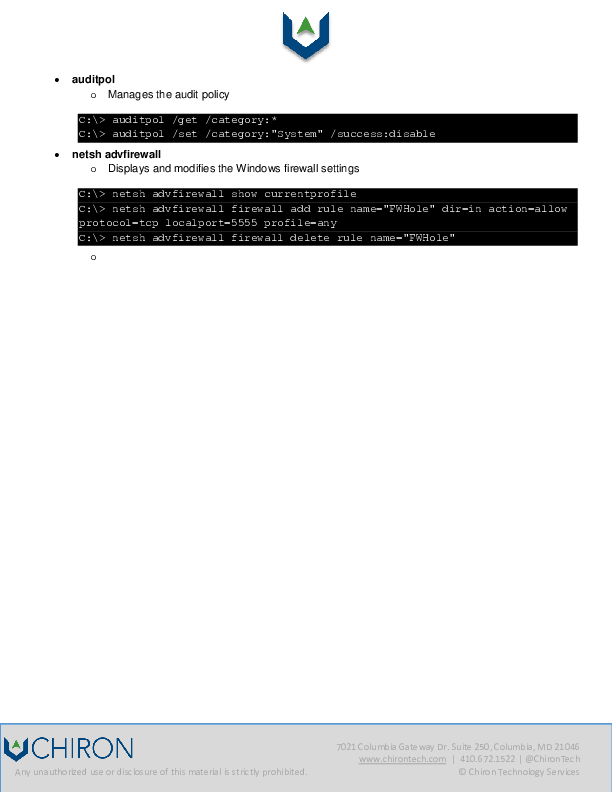 • auditpol
o Manages the audit policy
C:\> auditpol /get /category:*
C:\> auditpol /set /category:"System" /success:disable
• netsh advfirewall
o Displays and modifies the Windows firewall settings
C:\> netsh advfirewall show currentprofile
C:\> netsh advfirewall firewall add rule name="FWHole" dir=in action=allow
protocol=tcp localport=5555 profile=any
C:\> netsh advfirewall firewall delete rule name="FWHole"
o
CHIRON
7021 Columbia Gateway Dr. Suite 250, Columbia, MD 21046
www.chirontech.com | 410.672.1522 | @ChironTech
Any unauthorized use or disclosure of this material is strictly prohibited.
© Chiron Technology Services